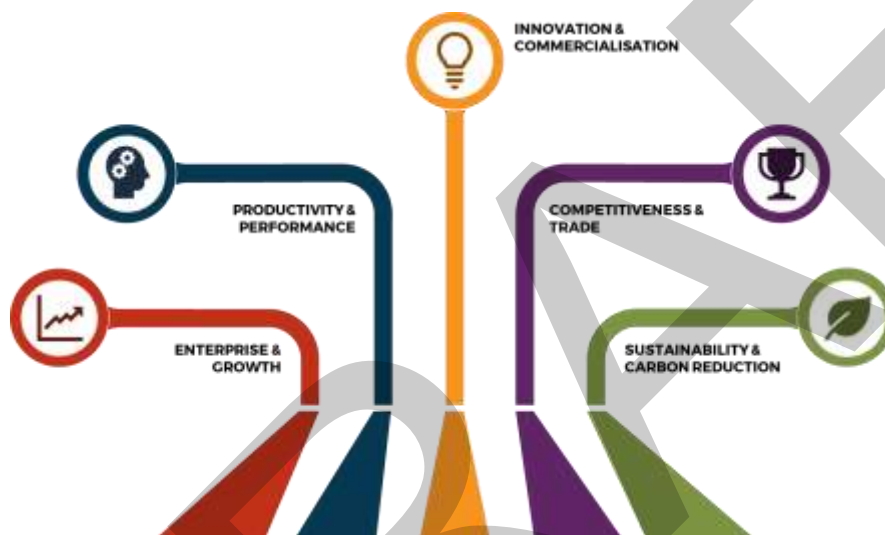 INNOVATION &
COMMERCIALISATION
PRODUCTIVITY &
PERFORMANCE
COMPETITIVENESS &
TRADE
ENTERPRISE &
GROWTH
SUSTAINABILITY &
CARBON REDUCTION